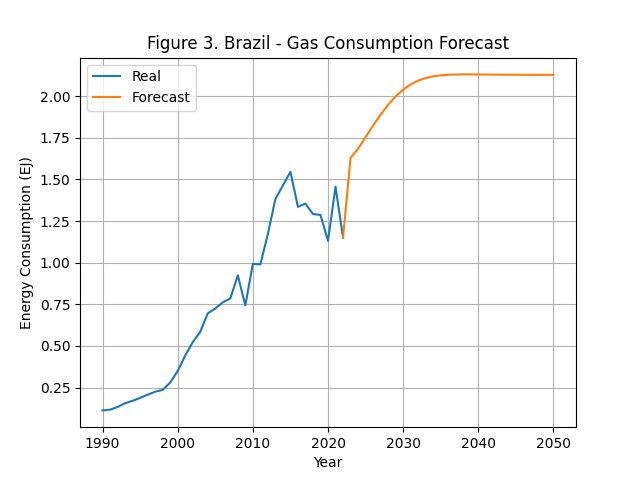 Figure 3. Brazil - Gas Consumption Forecast
Real
Forecast
Energy Consumption (EJ)
2.00
1.75
1.50
1.25
1.00
0.75
0.50
0.25
1990 2000 2010 2020 2030 2040 2050
Year